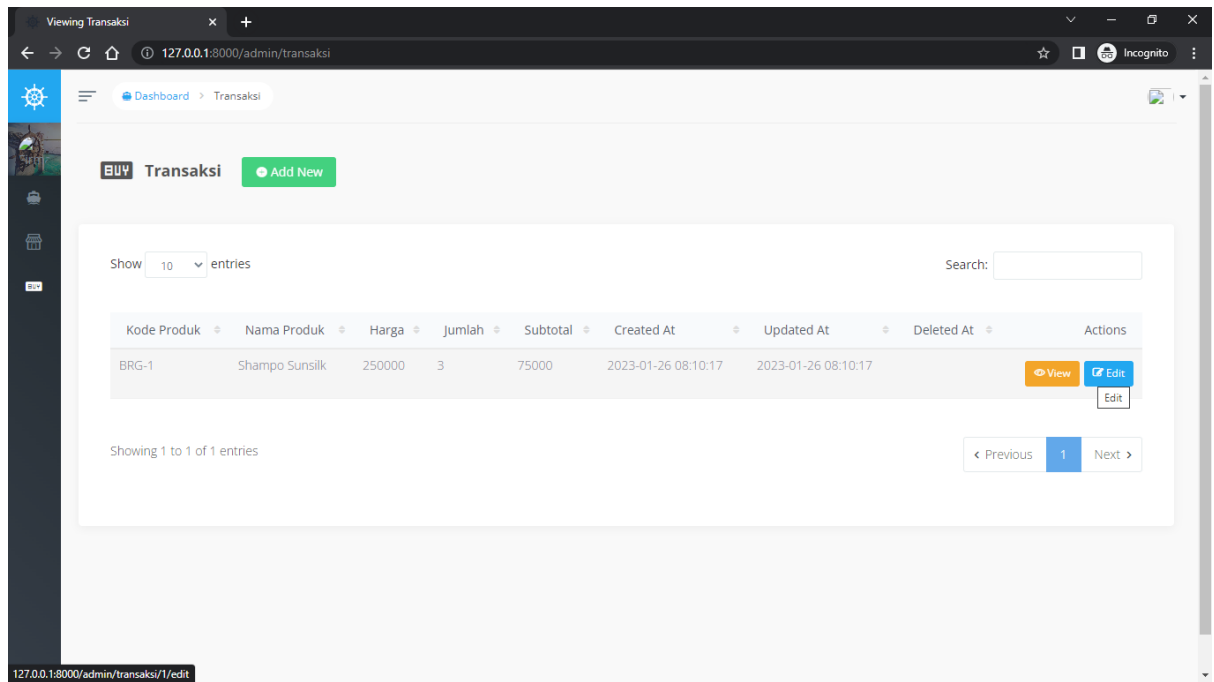 Viewing Transaksi
127.0.0.1:8000/admin/transaksi
Incognito
Dashboard > Transaksi
BUY Transaksi Add New
BUY
Show 10 entries Search:
Kode Produk Nama Produk Harga Jumlah Subtotal Created At Updated At Deleted At Actions
BRG-1 Shampo Sunsilk 250000 3 75000 2023-01-26 08:10:17 2023-01-26 08:10:17 View Edit
Edit
Showing 1 to 1 of 1 entries < Previous 1 Next >
127.0.0.1:8000/admin/transaksi/1/edit